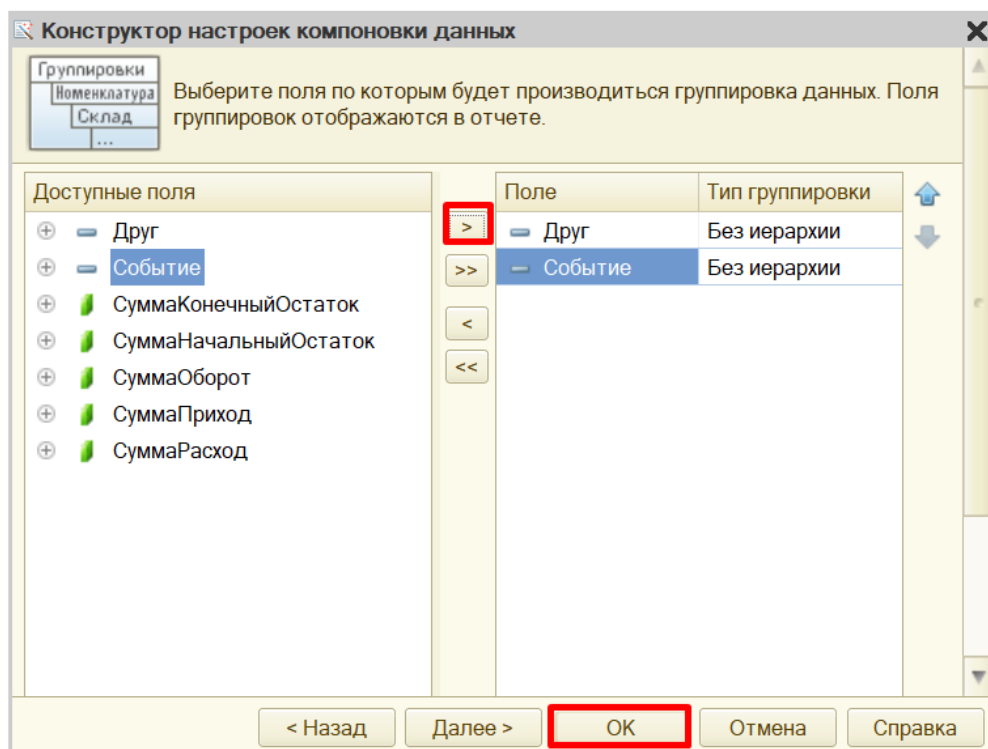 Конструктор настроек компоновки данных
Группировки
Номенклатура
Склад
...
Выберите поля по которым будет производиться группировка данных. Поля
группировок отображаются в отчете.
Доступные поля
Друг
Событие
СуммаКонечныйОстаток
СуммаНачальныйОстаток
СуммаОборот
СуммаПриход
СуммаРасход
>
>>
<
<<
Поле Тип группировки
Друг Без иерархии
Событие Без иерархии
< Назад Далее > OK Отмена Справка